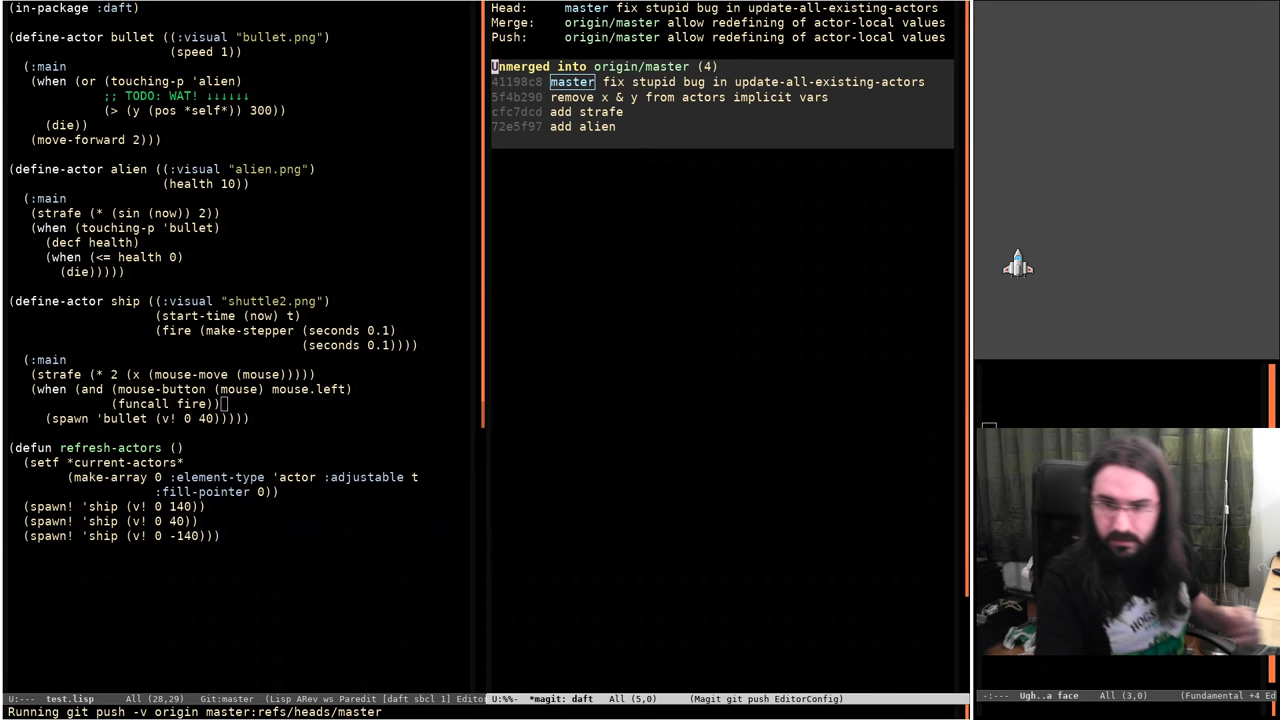 (in-package :daft)
(define-actor bullet ((:visual "bullet.png")
(speed 1))
(:main
(when (or (touching-p 'alien)
;; TODO: WAT! ↓↓↓↓↓↓
(> (y (pos *self*)) 300))
(die))
(move-forward 2)))
(define-actor alien ((:visual "alien.png")
(health 10))
(:main
(strafe (* (sin (now)) 2))
(when (touching-p 'bullet)
(decf health)
(when (<= health 0)
(die)))))
(define-actor ship ((:visual "shuttle2.png")
(start-time (now) t)
(fire (make-stepper (seconds 0.1)
(seconds 0.1))))
(:main
(strafe (* 2 (x (mouse-move (mouse)))))
(when (and (mouse-button (mouse) mouse.left)
(funcall fire))
(spawn 'bullet (v! 0 40)))))
(defun refresh-actors ()
(setf *current-actors*
(make-array 0 :element-type 'actor :adjustable t
:fill-pointer 0))
(spawn! 'ship (v! 0 140))
(spawn! 'ship (v! 0 40))
(spawn! 'ship (v! 0 -140)))
U:--- test.lisp All (28,29) Git:master (Lisp ARev ws Paredit [daft sbcl 1] Edito
Running git push -v origin master:refs/heads/master
Head: master fix stupid bug in update-all-existing-actors
Merge: origin/master allow redefining of actor-local values
Push: origin/master allow redefining of actor-local values
Unmerged into origin/master (4)
41198c8 master fix stupid bug in update-all-existing-actors
5f4b290 remove x & y from actors implicit vars
cfc7dcd add strafe
72e5f97 add alien
U:%%- *magit: daft All (5,0) (Magit git push EditorConfig)
HOGS
-:--- Ugh..a face All (3,0) (Fundamental +4 Ed